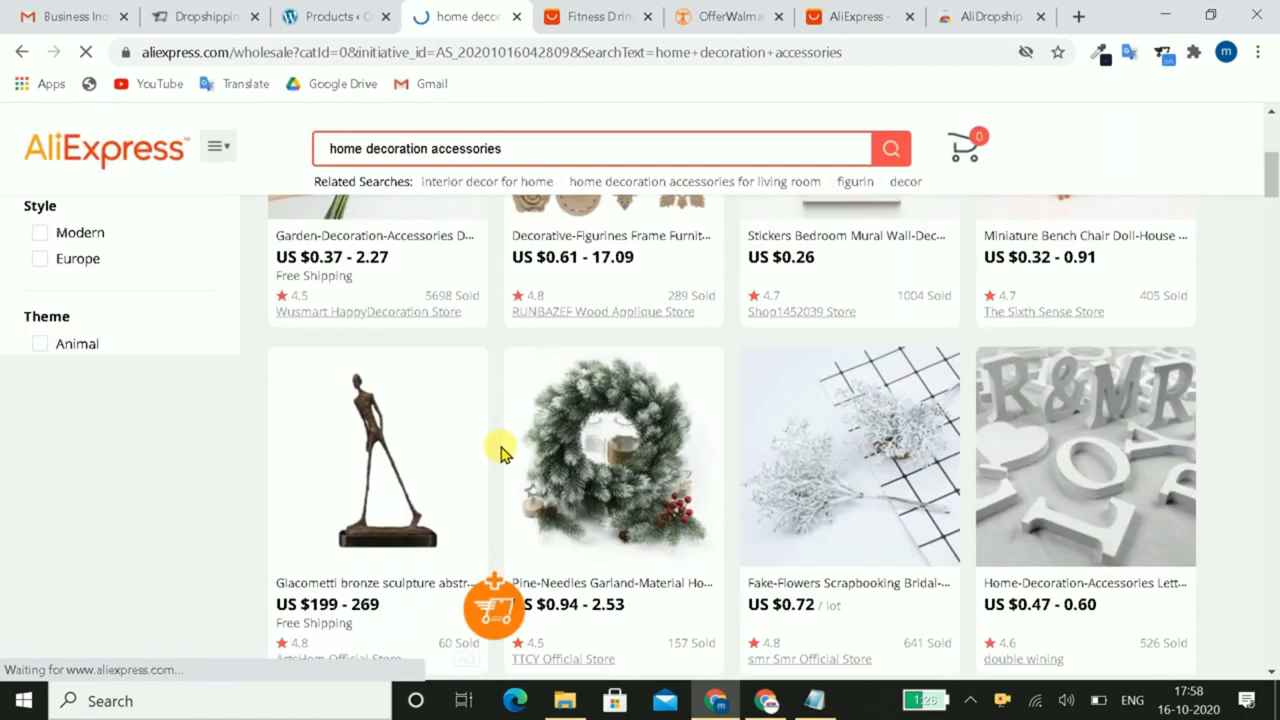 Business Inq
Dropshippin
Products ‹ C
home decor
Fitness Drin
OfferWalma
AliExpress -
AliDropship
aliexpress.com/wholesale?catId=0&initiative_id=AS_20201016042809&SearchText=home+decoration+accessories
m
on
Apps
YouTube
Translate
Google Drive
Gmail
AliExpress
home decoration accessories
0
Related Searches: interior decor for home home decoration accessories for living room figurin decor
Style
Modern
Europe
Theme
Animal
Garden-Decoration-Accessories D...
US $0.37 - 2.27
Free Shipping
4.5 5698 Sold
Wusmart HappyDecoration Store
Decorative-Figurines Frame Furnit...
US $0.61 - 17.09
4.8 289 Sold
RUNBAZEF Wood Applique Store
Stickers Bedroom Mural Wall-Dec...
US $0.26
4.7 1004 Sold
Shop1452039 Store
Miniature Bench Chair Doll-House ...
US $0.32 - 0.91
4.7 405 Sold
The Sixth Sense Store
Giacometti bronze sculpture abstr...
US $199 - 269
Free Shipping
4.8 60 Sold
ArtsHom Official Store AD
Pine-Needles Garland-Material Ho...
US $0.94 - 2.53
4.5 157 Sold
TTCY Official Store
R&MR
LOY
L
Fake-Flowers Scrapbooking Bridal-...
US $0.72 / lot
4.8 641 Sold
smr Smr Official Store
Home-Decoration-Accessories Lett...
US $0.47 - 0.60
4.6 526 Sold
double wining
Waiting for www.aliexpress.com...
Search
1:26
ENG
17:58
16-10-2020